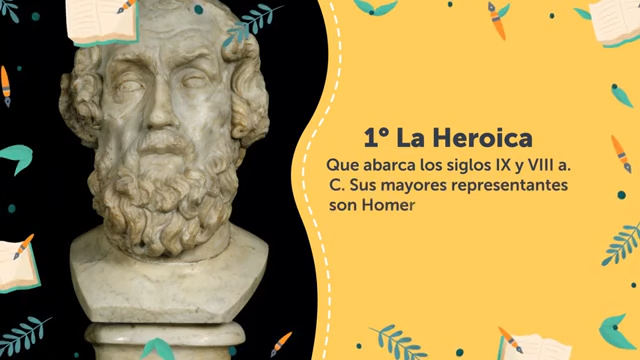 1° La Heroica
Que abarca los siglos IX y VIII a.
C. Sus mayores representantes
son Homer